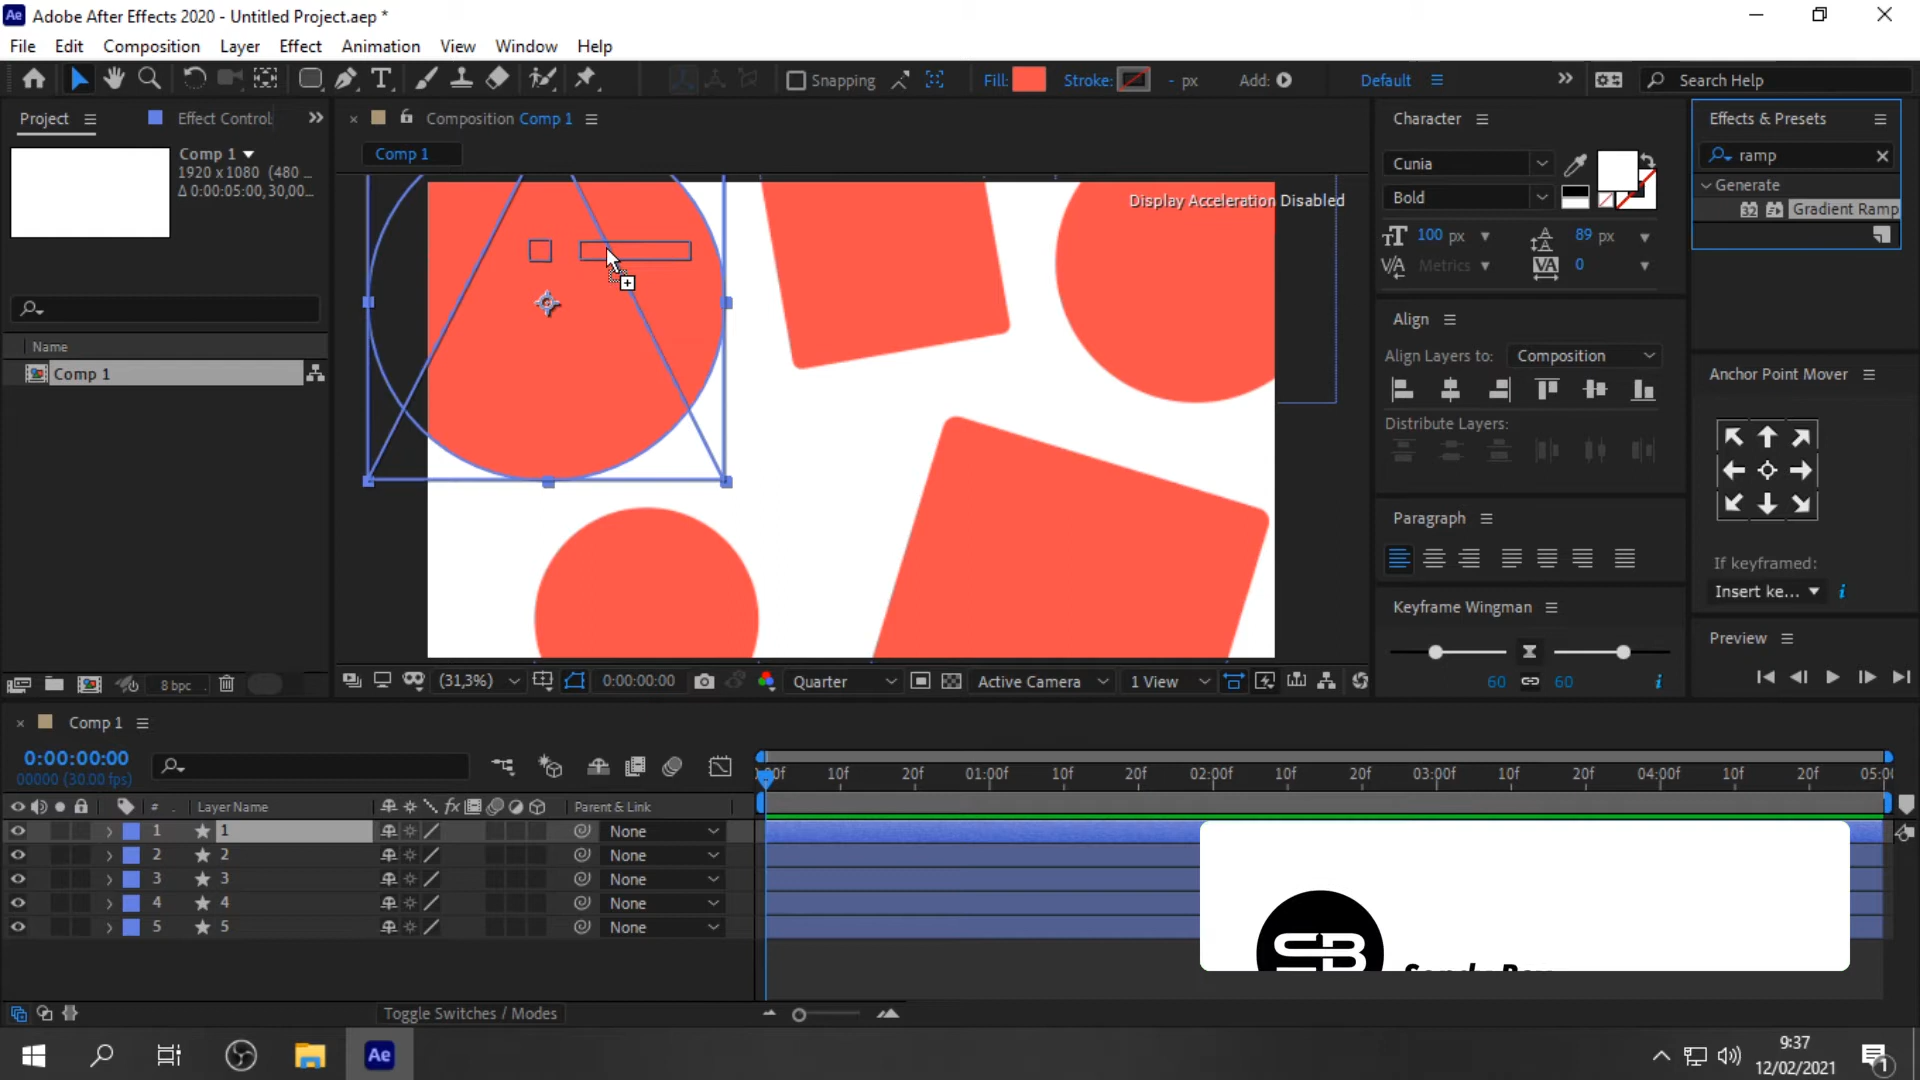 Adobe After Effects 2020 - Untitled Project.aep *
File Edit Composition Layer Effect Animation View Window Help
Snapping Fill: Stroke: - px Add: Default Search Help
Project Effect Control
Composition Comp 1
Comp 1
Comp 1
1920 x 1080 (480 ...
Δ 0:00:05:00, 30,00...
Name
Comp 1
8 bpc
Display Acceleration Disabled
(31,3%) 0:00:00:00 Quarter Active Camera 1 View
Character
Cunia
Bold
100 px 89 px
Metrics 0
Align
Align Layers to: Composition
Distribute Layers:
Paragraph
Keyframe Wingman
60 60
Effects & Presets
ramp
Generate
32 Gradient Ramp
Anchor Point Mover
If keyframed:
Insert ke...
Preview
Comp 1
0:00:00:00
00000 (30.00 fps)
10f 20f 01:00f 10f 20f 02:00f 10f 20f 03:00f 10f 20f 04:00f 10f 20f
# Layer Name fx Parent & Link
1 1 None
2 2 None
3 3 None
4 4 None
5 5 None
SB
Toggle Switches / Modes
Ae
9:37
12/02/2021
1